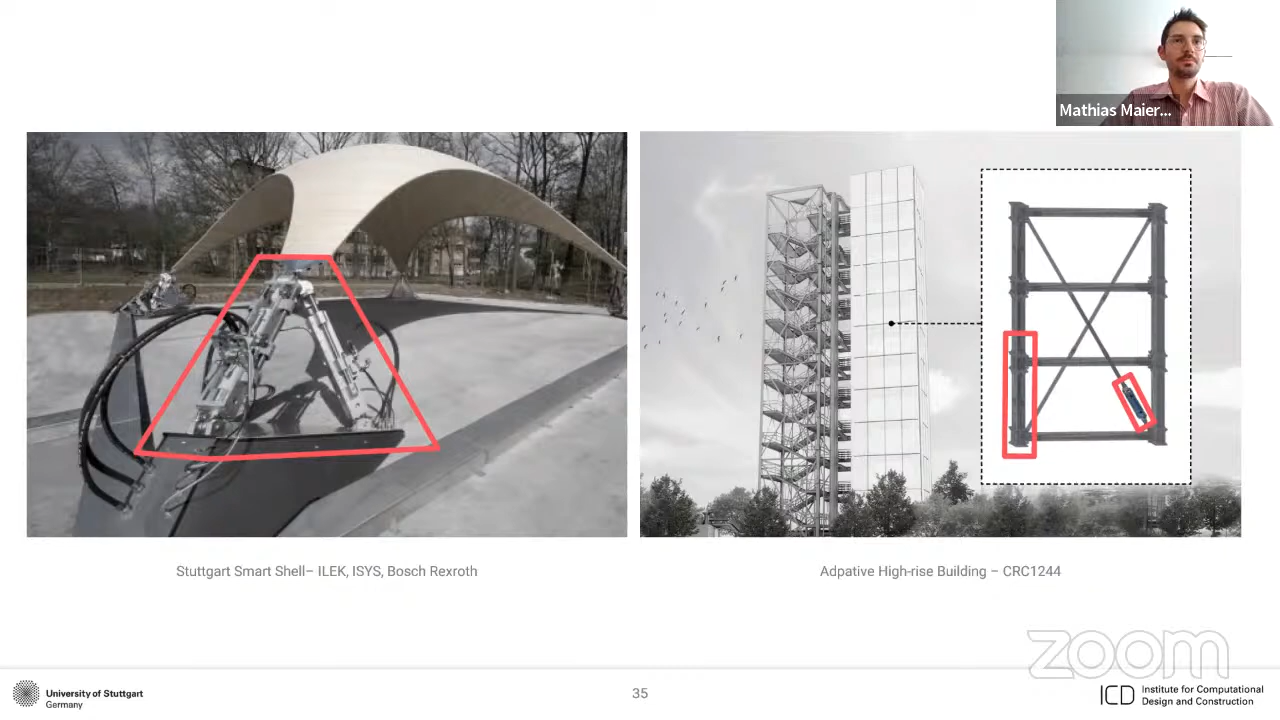 Mathias Maier...
Stuttgart Smart Shell– ILEK, ISYS, Bosch Rexroth
Adpative High-rise Building – CRC1244
zoom
University of Stuttgart
Germany
35
ICD
Institute for Computational
Design and Construction